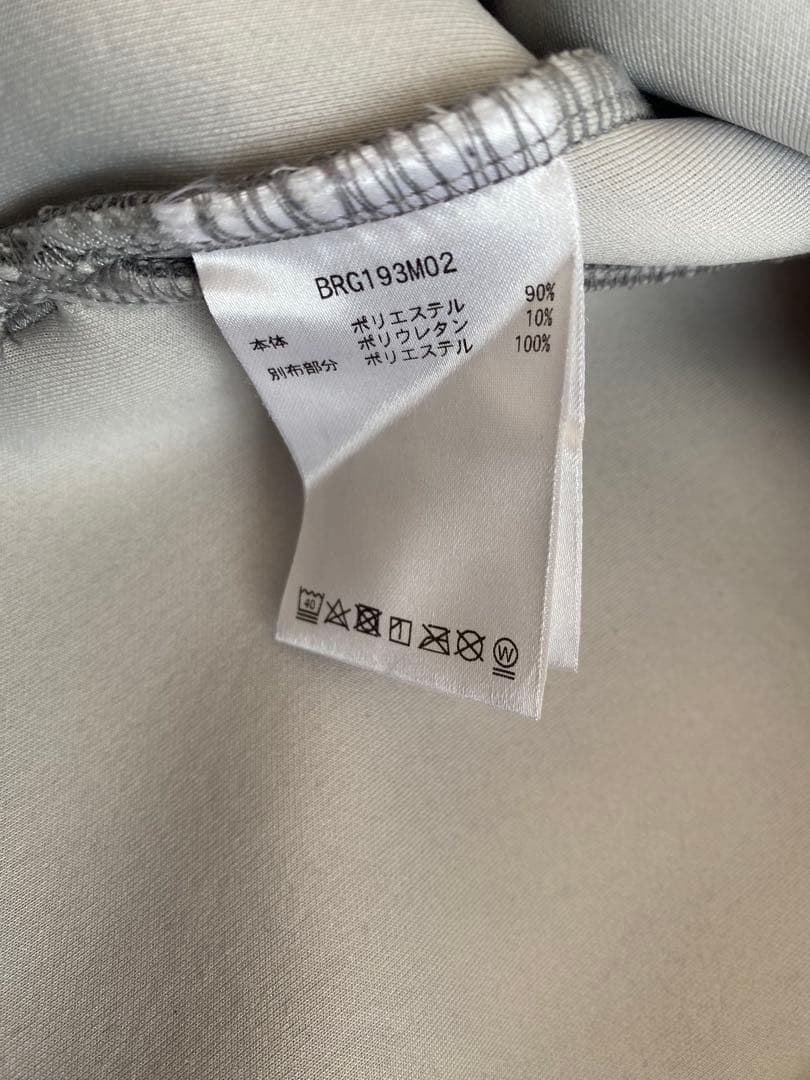 BRG193M02
本体 ポリエステル 90%
ポリウレタン 10%
別布部分 ポリエステル 100%
40
W